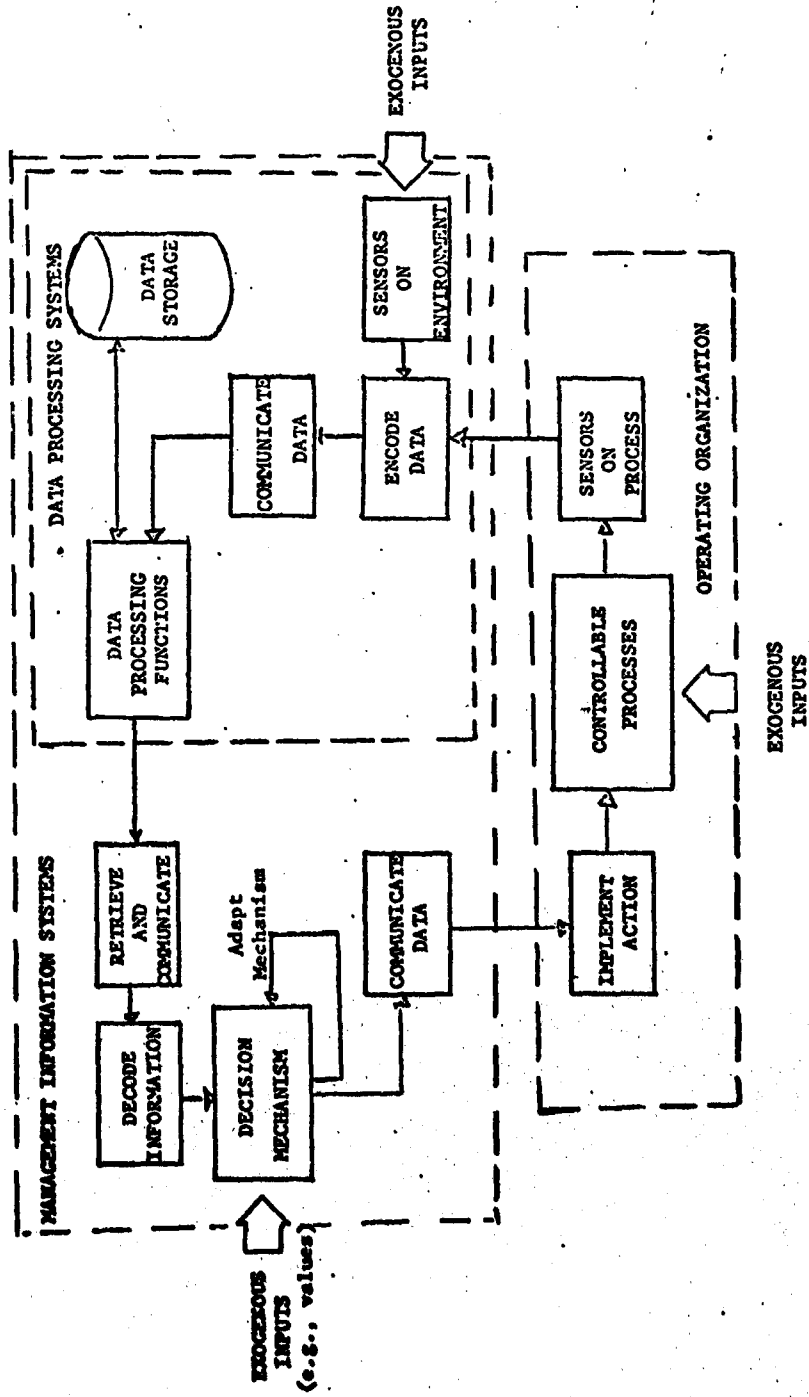 MANAGEMENT INFORMATION SYSTEMS
DATA PROCESSING SYSTEMS
DECODE
INFORMATION
RETRIEVE
AND
COMMUNICATE
DATA
PROCESSING
FUNCTIONS
DATA
STORAGE
EXOGENOUS
INPUTS
(e.g., values)
DECISION
MECHANISM
Adapt
Mechanism
COMMUNICATE
DATA
COMMUNICATE
DATA
ENCODE
DATA
SENSORS
ON
ENVIRONMENT
EXOGENOUS
INPUTS
IMPLEMENT
ACTION
CONTROLLABLE
PROCESSES
SENSORS
ON
PROCESS
OPERATING ORGANIZATION
EXOGENOUS
INPUTS